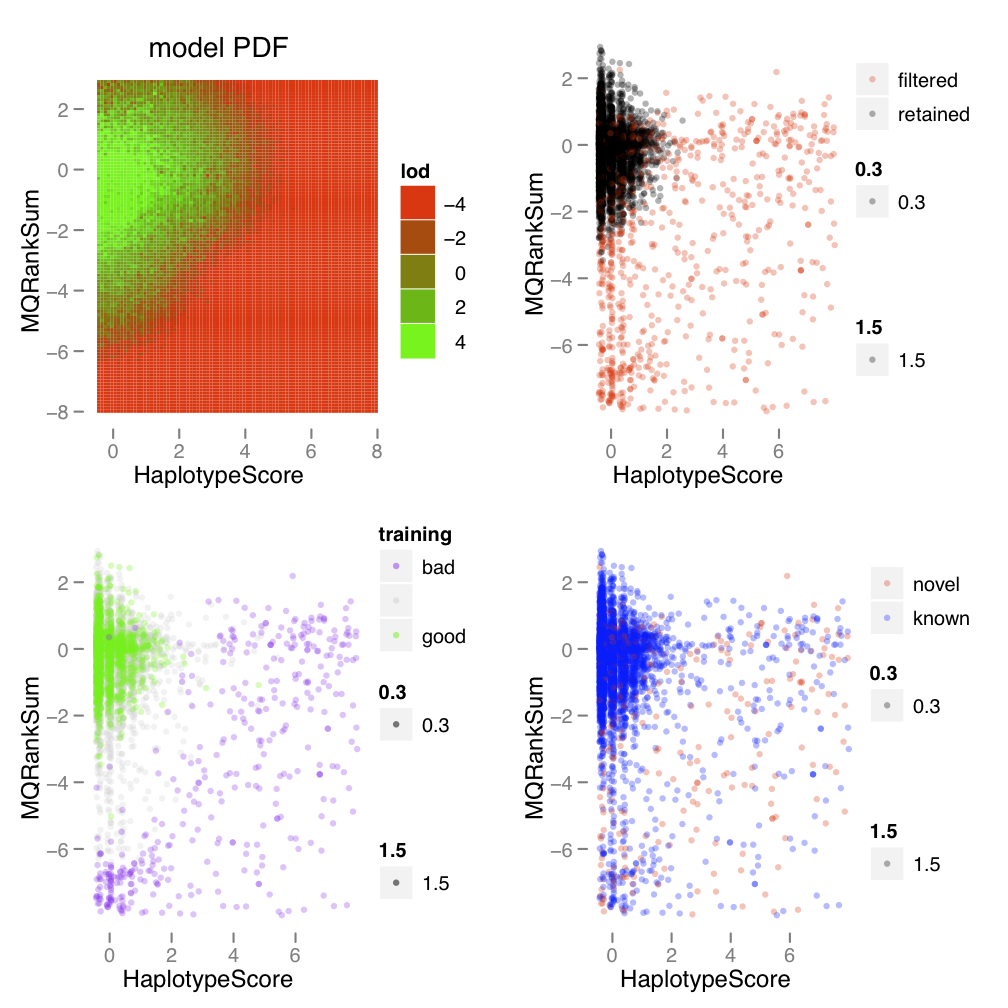 model PDF
MQRankSum
2
0
−2
−4
−6
−8
0 2 4 6 8
HaplotypeScore
lod
−4
−2
0
2
4
MQRankSum
2
0
−2
−4
−6
0 2 4 6
HaplotypeScore
filtered
retained
0.3
0.3
1.5
1.5
MQRankSum
2
0
−2
−4
−6
0 2 4 6
HaplotypeScore
training
bad
good
0.3
0.3
1.5
1.5
MQRankSum
2
0
−2
−4
−6
0 2 4 6
HaplotypeScore
novel
known
0.3
0.3
1.5
1.5